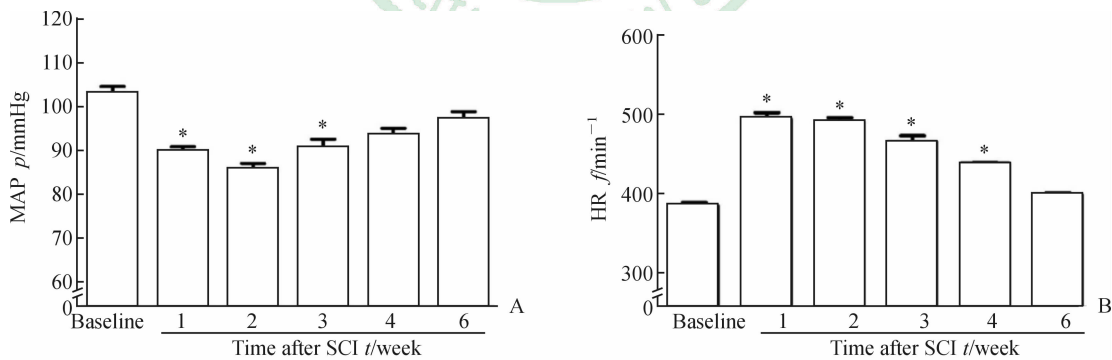 120
110
100
90
80
70
60
0
MAP p/mmHg
* * *
Baseline 1 2 3 4 6
Time after SCI t/week
A
600
500
400
300
0
HR f/min⁻¹
* * * *
Baseline 1 2 3 4 6
Time after SCI t/week
B